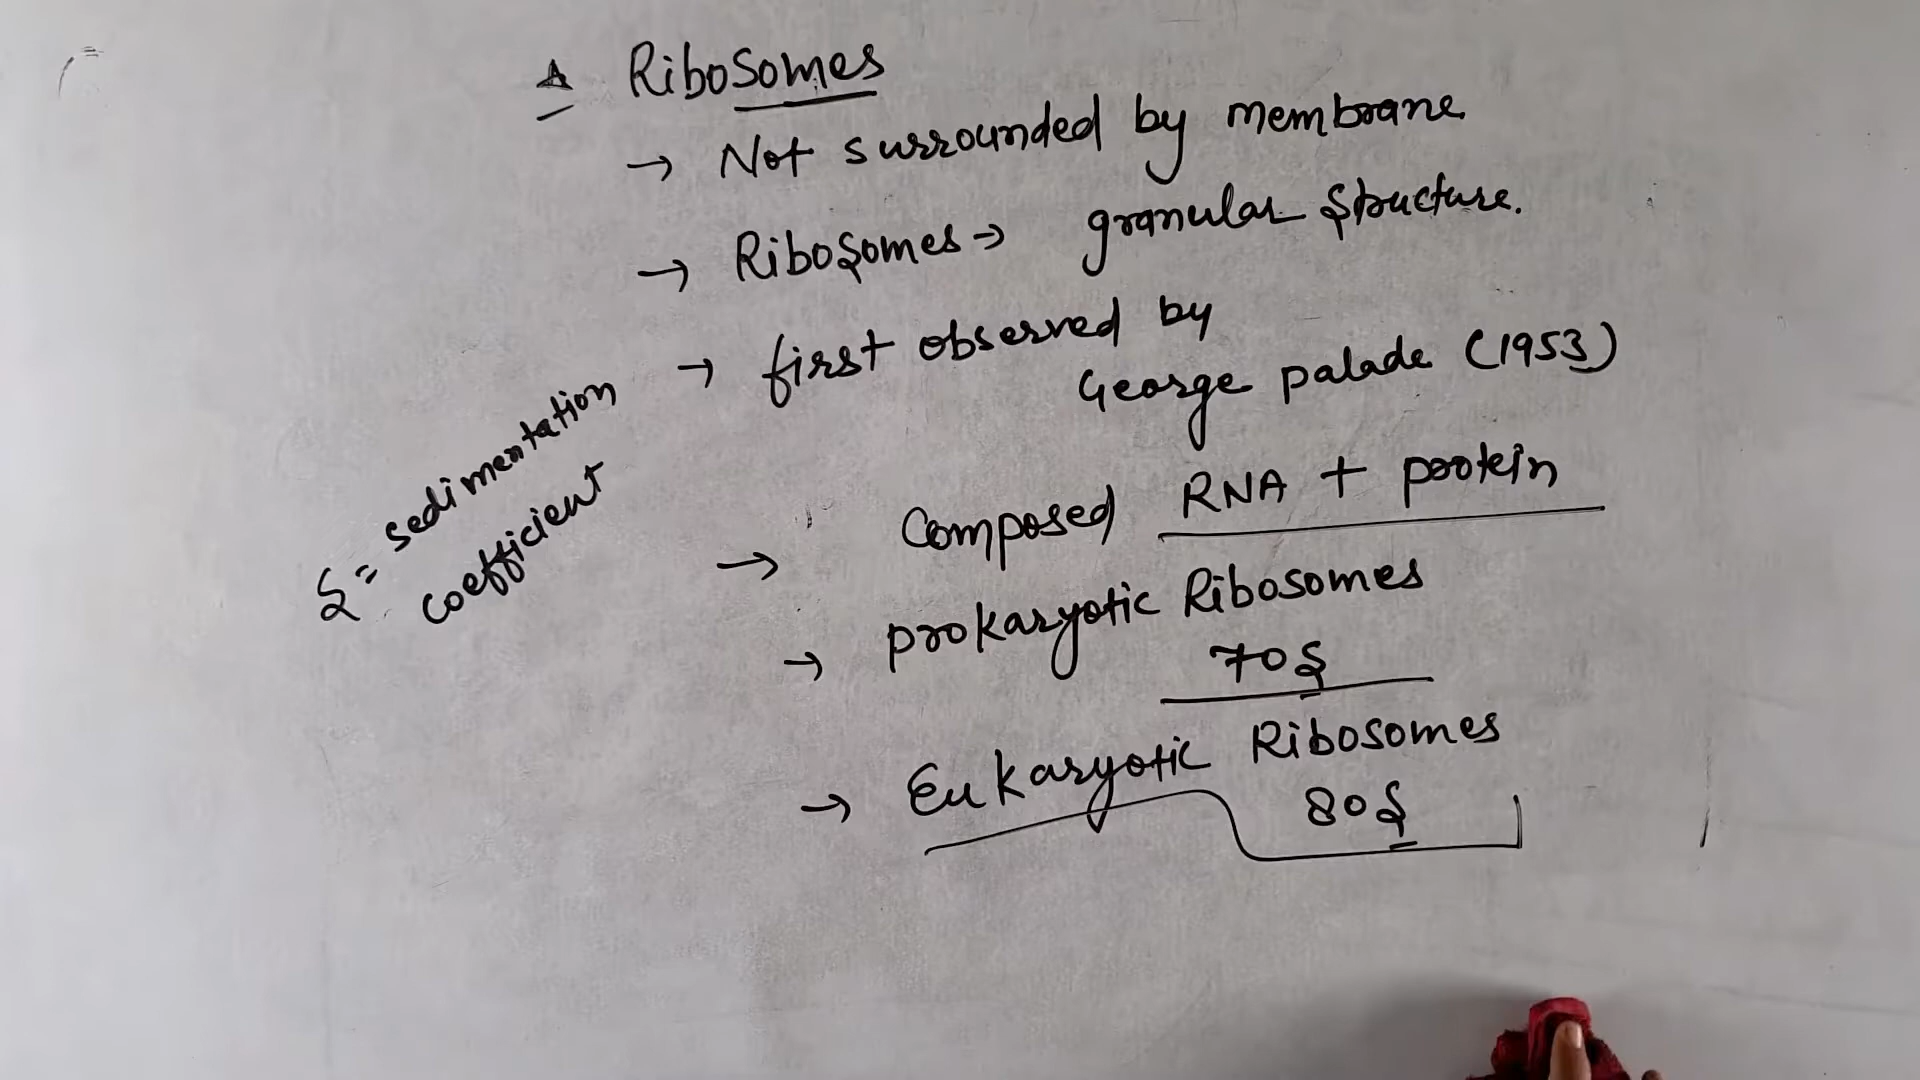 Ribosomes
→ Not surrounded by membrane
→ Ribosomes → granular structure.
→ first observed by
George palade (1953)
S = sedimentation
coefficient
→ Composed RNA + protein
→ prokaryotic Ribosomes
70S
→ Eukaryotic Ribosomes
80S